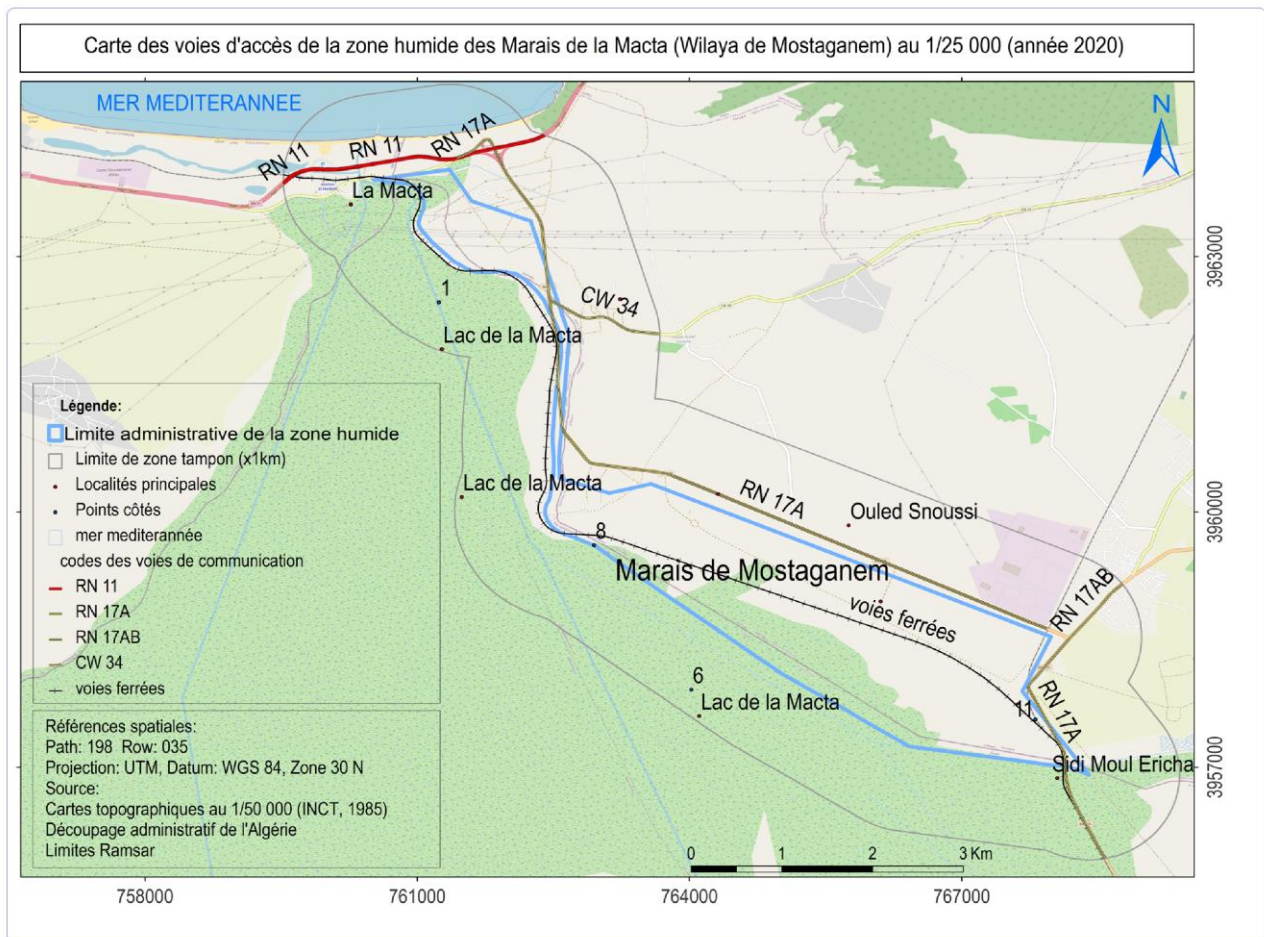 Carte des voies d'accès de la zone humide des Marais de la Macta (Wilaya de Mostaganem) au 1/25 000 (année 2020)
MER MEDITERANNEE
N
RN 11
RN 11
RN 17A
La Macta
3963000
1
CW 34
Lac de la Macta
Légende:
Limite administrative de la zone humide
Limite de zone tampon (x1km)
Localités principales
Points côtés
mer mediterannée
codes des voies de communication
RN 11
RN 17A
RN 17AB
CW 34
voies ferrées
Lac de la Macta
RN 17A
Ouled Snoussi
3960000
8
Marais de Mostaganem
voies ferrées
RN 17AB
6
Lac de la Macta
11
RN 17A
Sidi Moul Ericha
3957000
Références spatiales:
Path: 198 Row: 035
Projection: UTM, Datum: WGS 84, Zone 30 N
Source:
Cartes topographiques au 1/50 000 (INCT, 1985)
Découpage administratif de l'Algérie
Limites Ramsar
0 1 2 3 Km
758000 761000 764000 767000